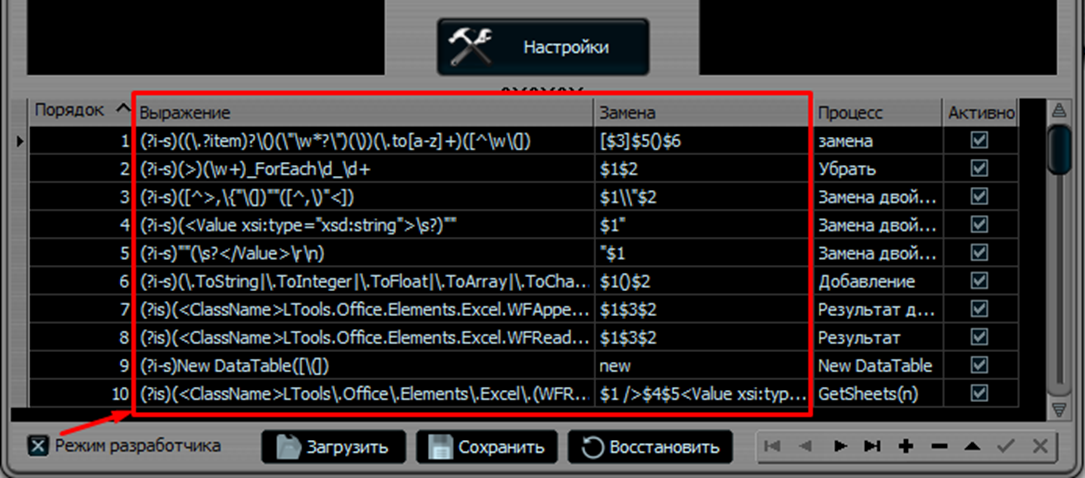 Настройки
Порядок Выражение Замена Процесс Активно
1 (?i-s)((\.?item)?\()(\"\w*?\")(\))(\.to[a-z]+)([^\w\(]) [$3]$5()$6 замена
2 (?i-s)(>)(\w+)_ForEach\d_\d+ $1$2 Убрать
3 (?i-s)([^>,\{"\(])""([^,\)"<]) $1\\"$2 Замена двой...
4 (?i-s)(<Value xsi:type="xsd:string">\s?)"" $1" Замена двой...
5 (?i-s)""(\s?</Value>\r\n) "$1 Замена двой...
6 (?i-s)(\.ToString|\.ToInteger|\.ToFloat|\.ToArray|\.ToCha... $1()$2 Добавление
7 (?is)(<ClassName>LTools.Office.Elements.Excel.WFAppe... $1$3$2 Результат д...
8 (?is)(<ClassName>LTools.Office.Elements.Excel.WFRead... $1$3$2 Результат
9 (?i-s)New DataTable([\(]) new New DataTable
10 (?is)(<ClassName>LTools\.Office\.Elements\.Excel\.(WFR... $1 />$4$5<Value xsi:typ... GetSheets(n)
Режим разработчика Загрузить Сохранить Восстановить